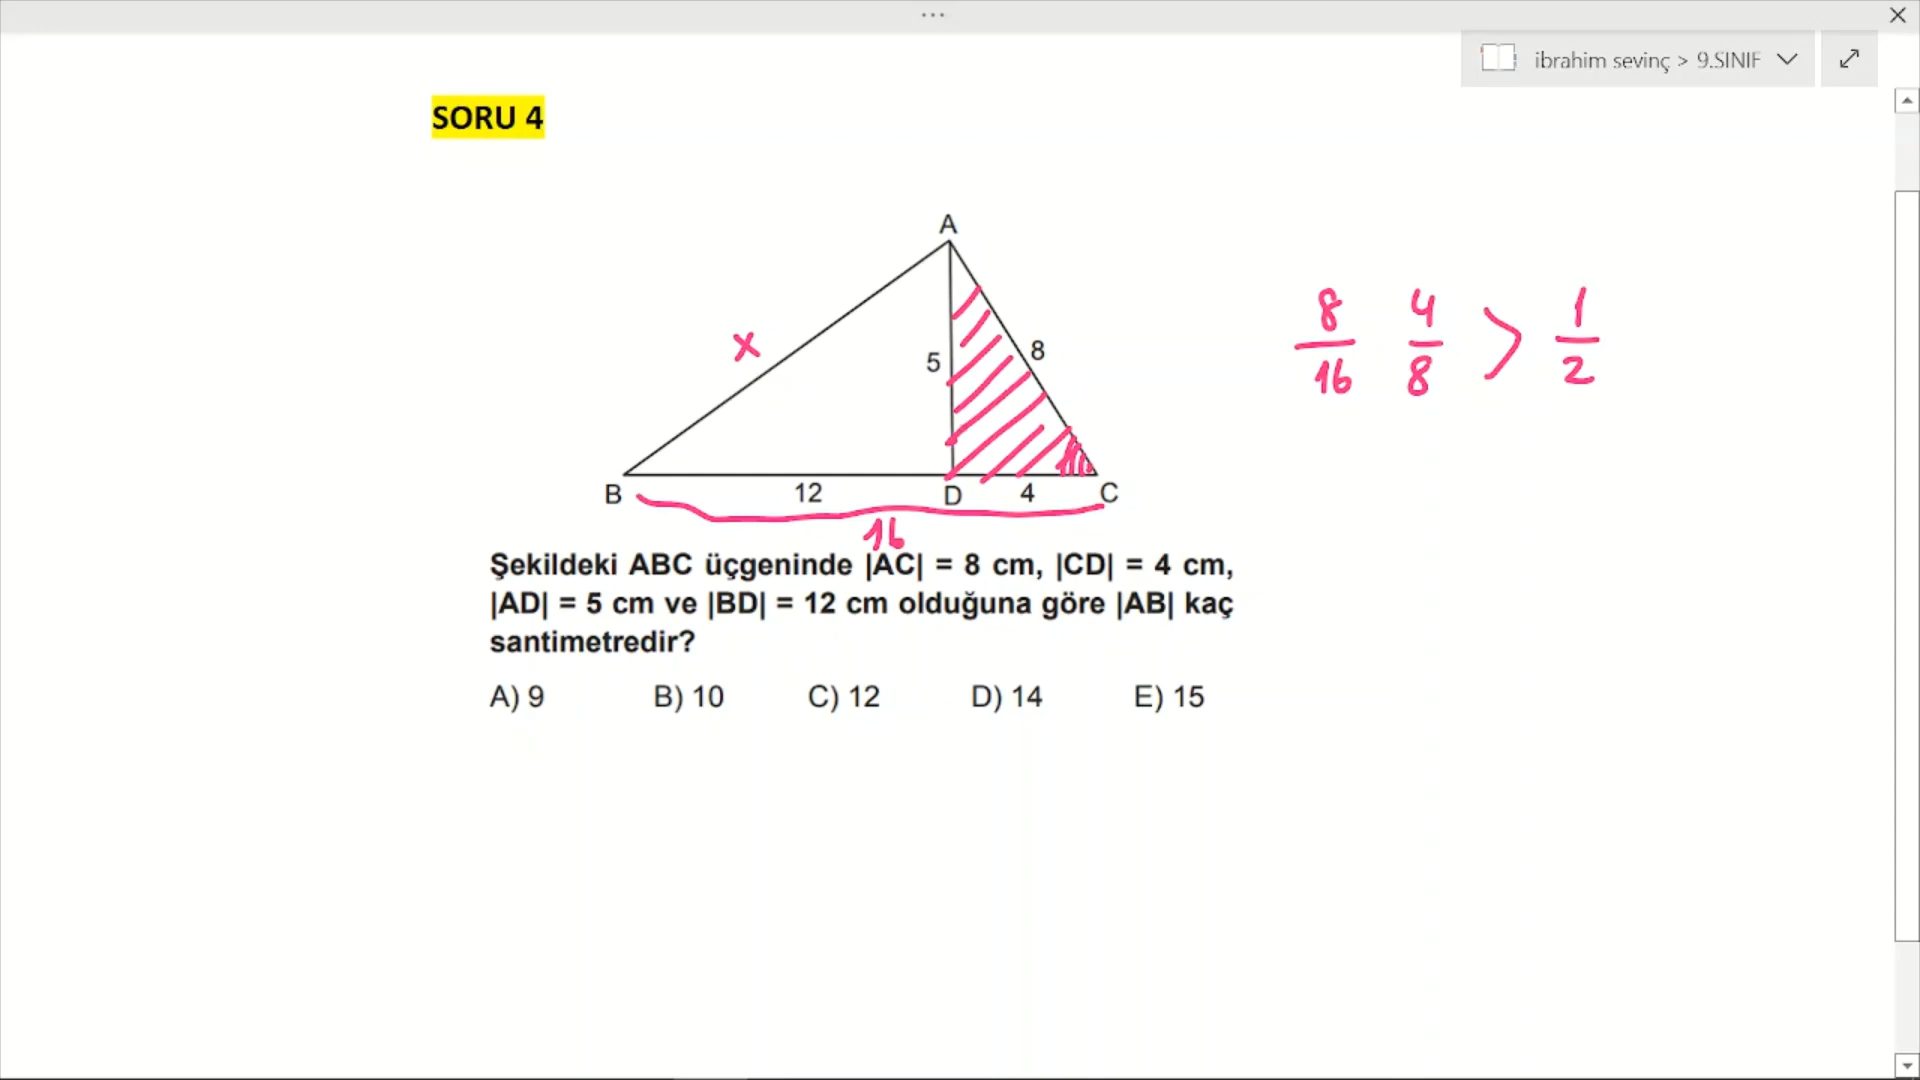 ibrahim sevinç > 9.SINIF
SORU 4
A
x
5
8
8 4 1
16 8 > 2
B 12 D 4 C
16
Şekildeki ABC üçgeninde |AC| = 8 cm, |CD| = 4 cm,
|AD| = 5 cm ve |BD| = 12 cm olduğuna göre |AB| kaç
santimetredir?
A) 9 B) 10 C) 12 D) 14 E) 15